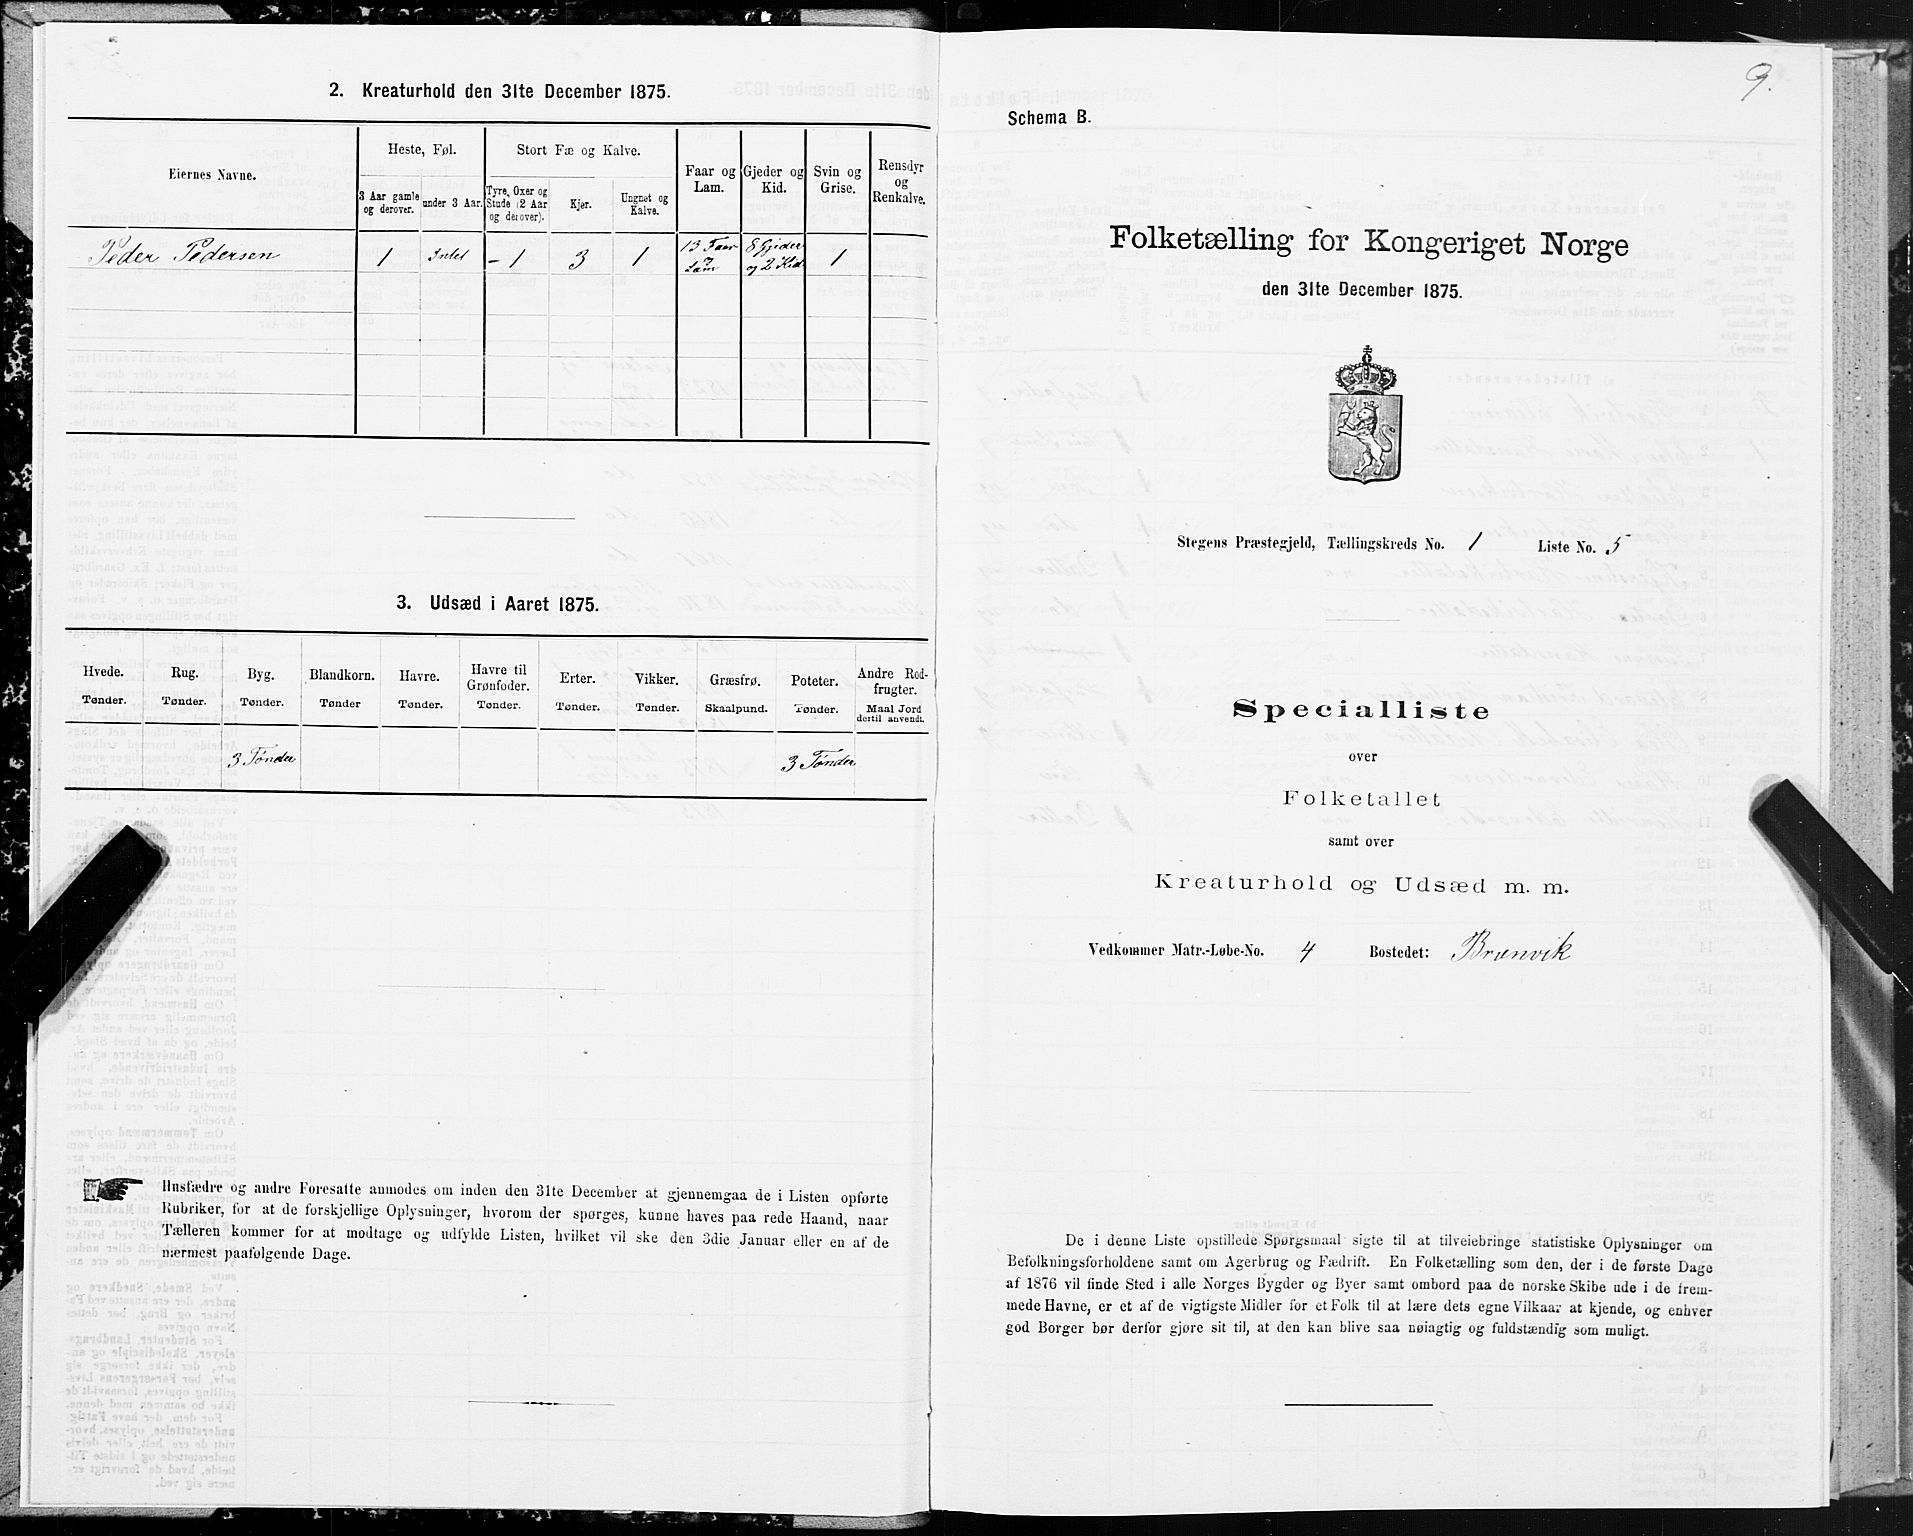 2. Kreaturhold den 31te December 1875.
Eiernes Navne.
Heste, Føl.
Stort Fæ og Kalve.
Faar og Lam.
Gjeder og Kid.
Svin og Grise.
Rensdyr og Renkalve.
3 Aar gamle og derover.
under 3 Aar.
Tyre, Oxer og Stude (2 Aar og derover).
Kjør.
Ungnøt og Kalve.
Peder Pedersen 1 Intet - 1 3 1 13 Faar og Lam 8 Gjeder og 2 Kid 1
3. Udsæd i Aaret 1875.
Hvede. Tønder.
Rug. Tønder.
Byg. Tønder.
Blandkorn. Tønder
Havre. Tønder.
Havre til Grønfoder. Tønder.
Erter. Tønder.
Vikker. Tønder.
Græsfrø. Skaalpund.
Poteter. Tønder.
Andre Rodfrugter. Maal Jord dertil anvendt.
3 Tønder 3 Tønder
Husfædre og andre Foresatte anmodes om inden den 31te December at gjennemgaa de i Listen opførte
Rubriker, for at de forskjellige Oplysninger, hvorom der spørges, kunne haves paa rede Haand, naar
Tælleren kommer for at modtage og udfylde Listen, hvilket vil ske den 3die Januar eller en af de
nærmest paafølgende Dage.
9.
Schema B.
Folketælling for Kongeriget Norge
den 31te December 1875.
Stegens Præstegjeld, Tællingskreds No. 1 Liste No. 5
Specialliste
over
Folketallet
samt over
Kreaturhold og Udsæd m. m.
Vedkommer Matr.-Løbe-No. 4 Bostedet: Brunvik
De i denne Liste opstillede Spørgsmaal sigte til at tilveiebringe statistiske Oplysninger om
Befolkningsforholdene samt om Agerbrug og Fædrift. En Folketælling som den, der i de første Dage
af 1876 vil finde Sted i alle Norges Bygder og Byer samt ombord paa de norske Skibe ude i de frem-
mede Havne, er et af de vigtigste Midler for et Folk til at lære dets egne Vilkaar at kjende, og enhver
god Borger bør derfor gjøre sit til, at den kan blive saa nøiagtig og fuldstændig som muligt.